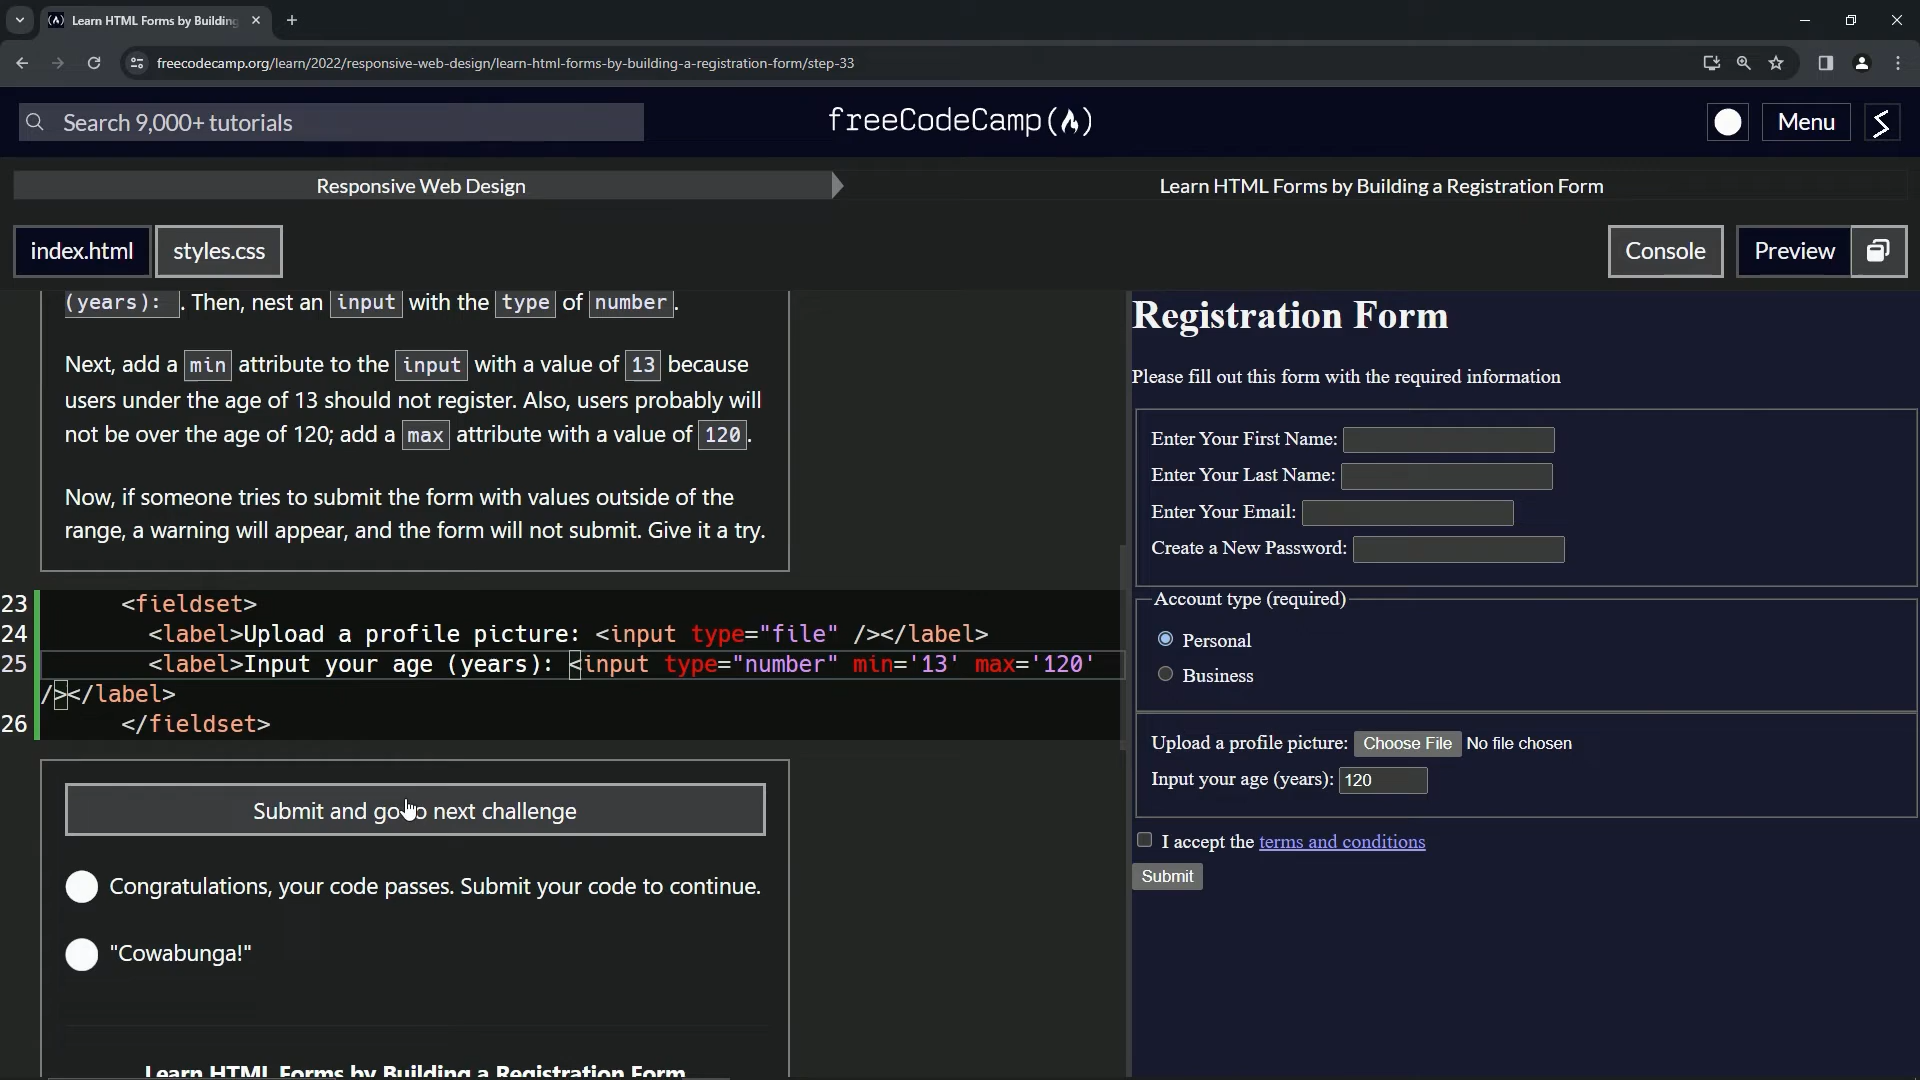 Learn HTML Forms by Building
freecodecamp.org/learn/2022/responsive-web-design/learn-html-forms-by-building-a-registration-form/step-33
Search 9,000+ tutorials
freeCodeCamp(🔥)
Menu
Responsive Web Design
Learn HTML Forms by Building a Registration Form
index.html
styles.css
Console
Preview
(years): . Then, nest an input with the type of number.
Next, add a min attribute to the input with a value of 13 because
users under the age of 13 should not register. Also, users probably will
not be over the age of 120; add a max attribute with a value of 120.
Now, if someone tries to submit the form with values outside of the
range, a warning will appear, and the form will not submit. Give it a try.
23 <fieldset>
24 <label>Upload a profile picture: <input type="file" /></label>
25 <label>Input your age (years): <input type="number" min='13' max='120'
/></label>
26 </fieldset>
Submit and go to next challenge
Congratulations, your code passes. Submit your code to continue.
"Cowabunga!"
Learn HTML Forms by Building a Registration Form
Registration Form
Please fill out this form with the required information
Enter Your First Name:
Enter Your Last Name:
Enter Your Email:
Create a New Password:
Account type (required)
Personal
Business
Upload a profile picture: Choose File No file chosen
Input your age (years): 120
I accept the terms and conditions
Submit